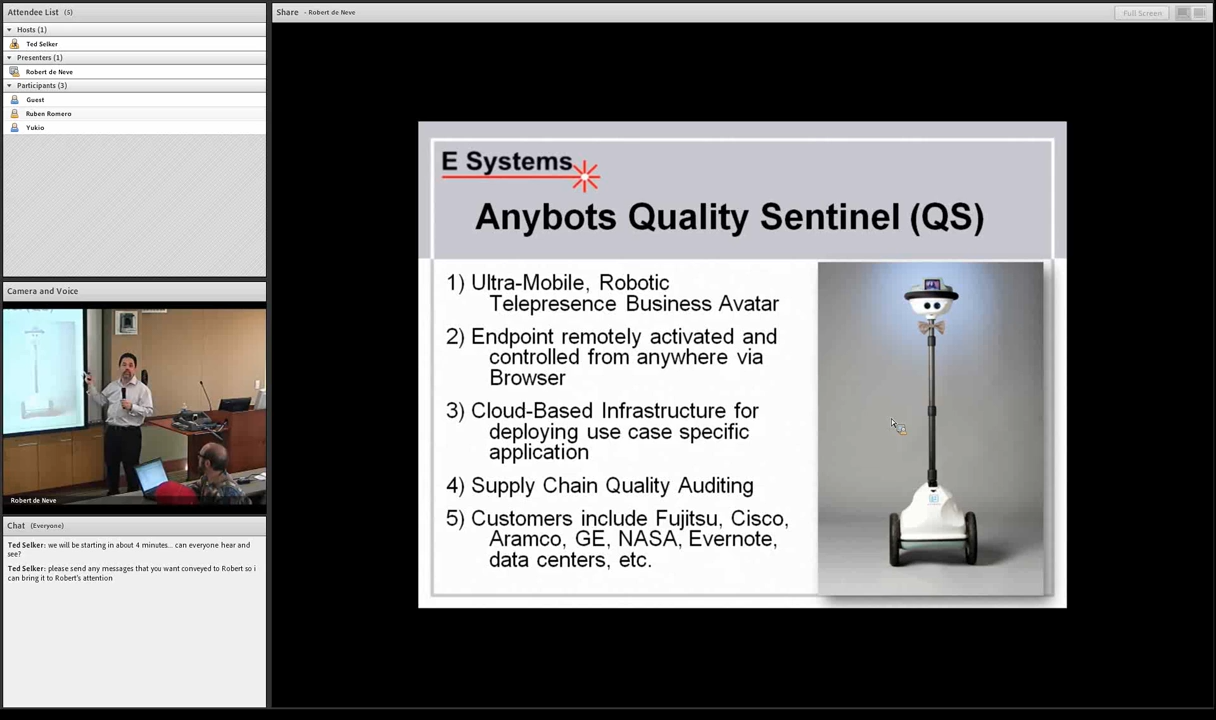 Attendee List (5)
Hosts (1)
Ted Selker
Presenters (1)
Robert de Neve
Participants (3)
Guest
Ruben Romero
Yukio
Camera and Voice
Robert de Neve
Chat (Everyone)
Ted Selker: we will be starting in about 4 minutes... can everyone hear and
see?
Ted Selker: please send any messages that you want conveyed to Robert so i
can bring it to Robert's attention
Share - Robert de Neve
Full Screen
E Systems
Anybots Quality Sentinel (QS)
1) Ultra-Mobile, Robotic
Telepresence Business Avatar
2) Endpoint remotely activated and
controlled from anywhere via
Browser
3) Cloud-Based Infrastructure for
deploying use case specific
application
4) Supply Chain Quality Auditing
5) Customers include Fujitsu, Cisco,
Aramco, GE, NASA, Evernote,
data centers, etc.